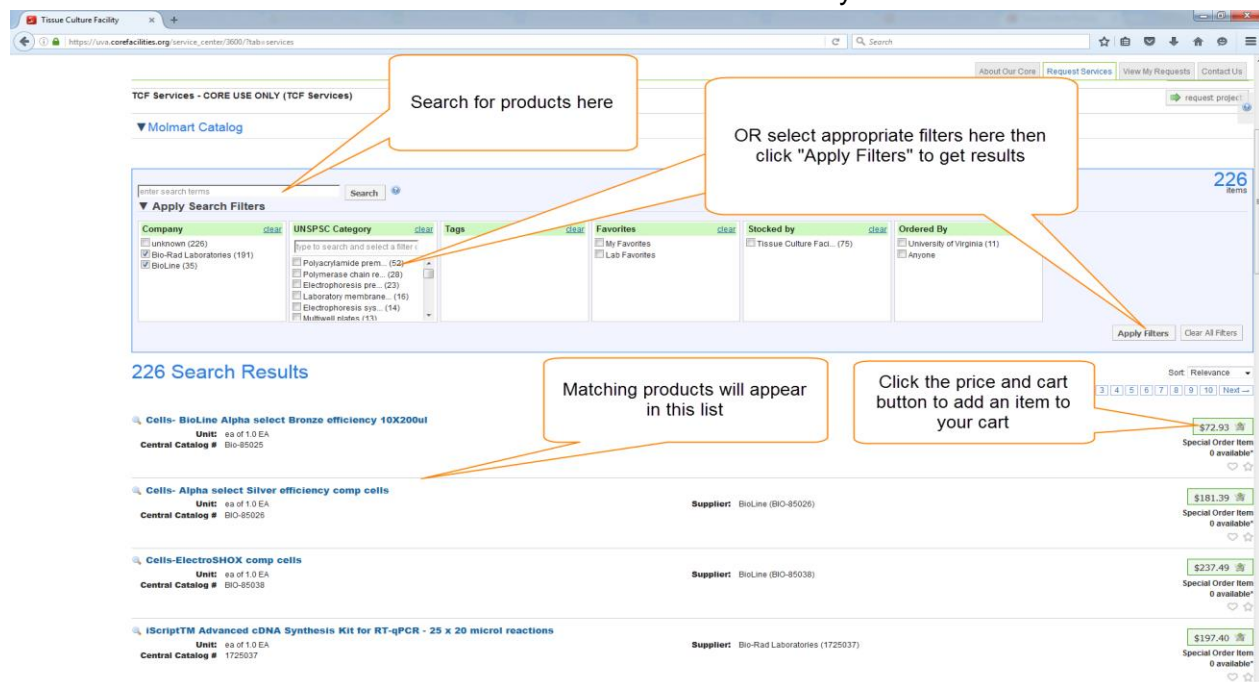 Tissue Culture Facility
https://uva.corefacilities.org/service_center/3600/?tab=services
Search
About Our Core Request Services View My Requests Contact Us
TCF Services - CORE USE ONLY (TCF Services)
request project
Search for products here
▼Molmart Catalog
OR select appropriate filters here then
click "Apply Filters" to get results
226
items
enter search terms Search
▼ Apply Search Filters
Company clear UNSPSC Category clear Tags clear Favorites clear Stocked by clear Ordered By
unknown (226) type to search and select a filter My Favorites Tissue Culture Faci... (75) University of Virginia (11)
Bio-Rad Laboratories (191) Lab Favorites Anyone
BioLine (35) Polyacrylamide prem... (52)
Polymerase chain re... (28)
Electrophoresis pre... (23)
Laboratory membrane... (16)
Electrophoresis sys... (14)
Multiwell plates (13)
Apply Filters Clear All Filters
226 Search Results
Sort: Relevance
3 4 5 6 7 8 9 10 Next →
Matching products will appear
in this list
Click the price and cart
button to add an item to
your cart
Cells- BioLine Alpha select Bronze efficiency 10X200ul
Unit: ea of 1.0 EA
Central Catalog # Bio-85025
$72.93
Special Order Item
0 available*
Cells- Alpha select Silver efficiency comp cells
Unit: ea of 1.0 EA Supplier: BioLine (BIO-85026)
Central Catalog # BIO-85026
$181.39
Special Order Item
0 available*
Cells-ElectroSHOX comp cells
Unit: ea of 1.0 EA Supplier: BioLine (BIO-85038)
Central Catalog # BIO-85038
$237.49
Special Order Item
0 available*
iScriptTM Advanced cDNA Synthesis Kit for RT-qPCR - 25 x 20 microl reactions
Unit: ea of 1.0 EA Supplier: Bio-Rad Laboratories (1725037)
Central Catalog # 1725037
$197.40
Special Order Item
0 available*